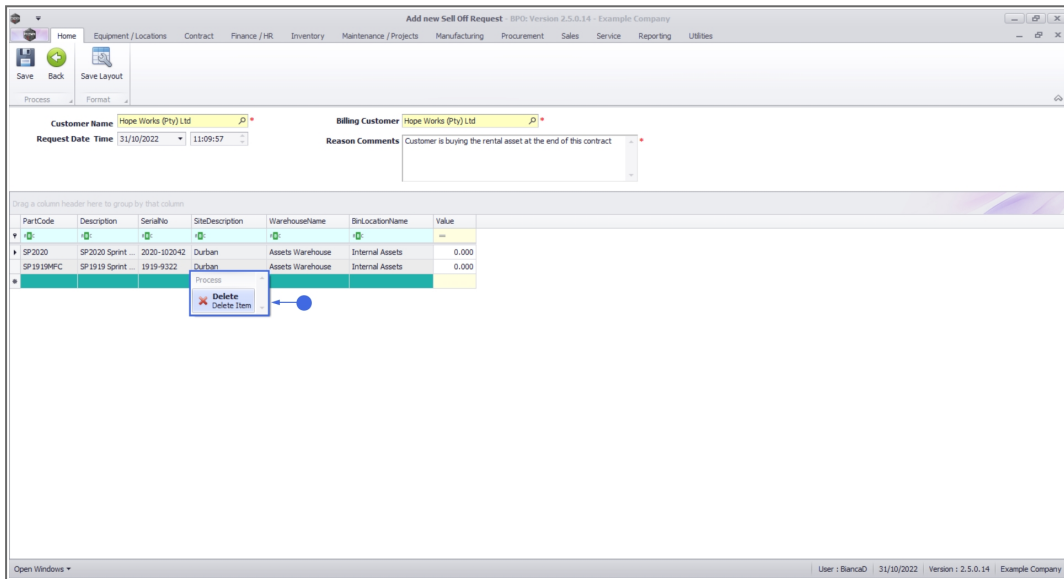 Add new Sell Off Request - BPO: Version 2.5.0.14 - Example Company
Home Equipment / Locations Contract Finance / HR Inventory Maintenance / Projects Manufacturing Procurement Sales Service Reporting Utilities
Save Back Save Layout
Process Format
Customer Name Hope Works (Pty) Ltd * Billing Customer Hope Works (Pty) Ltd *
Request Date Time 31/10/2022 11:09:57 Reason Comments Customer is buying the rental asset at the end of this contract *
Drag a column header here to group by that column
PartCode Description SerialNo SiteDescription WarehouseName BinLocationName Value
SP2020 SP2020 Sprint ... 2020-102042 Durban Assets Warehouse Internal Assets 0.000
SP1919MFC SP1919 Sprint ... 1919-9322 Durban Assets Warehouse Internal Assets 0.000
Process
Delete
Delete Item
Open Windows User : BiancaD 31/10/2022 Version : 2.5.0.14 Example Company